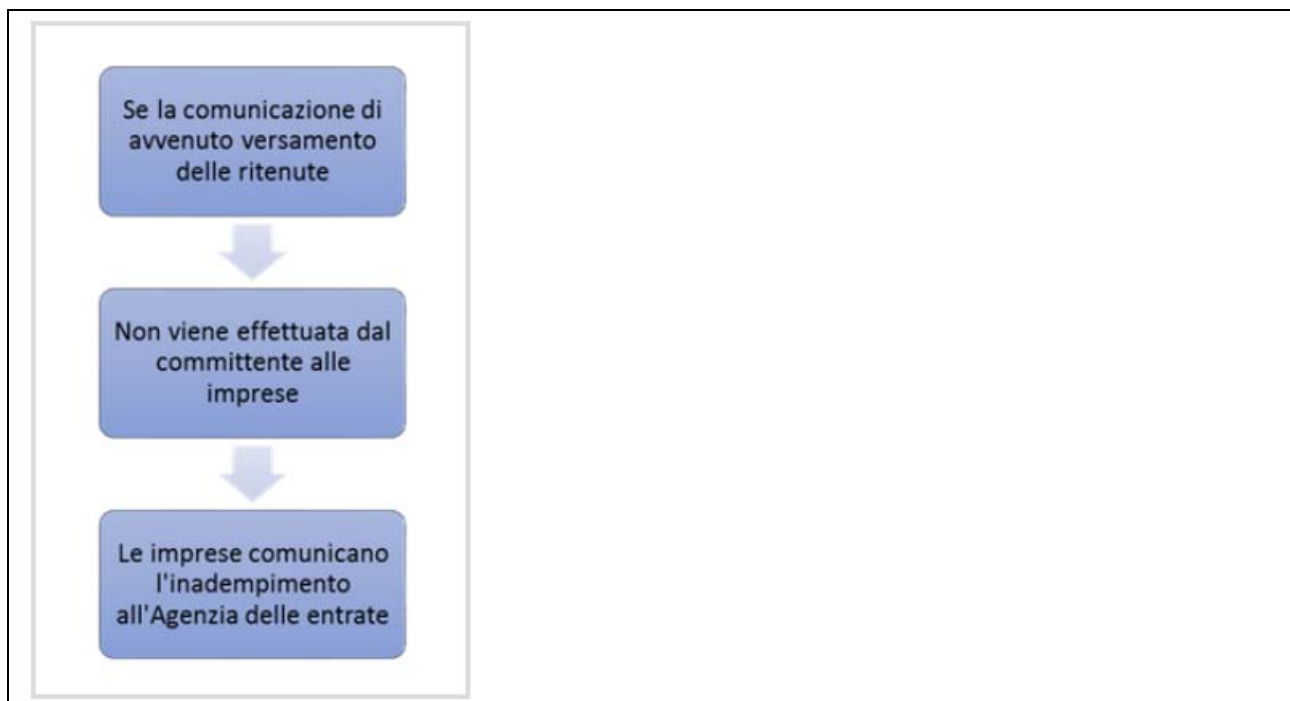 Se la comunicazione di
avvenuto versamento
delle ritenute
Non viene effettuata dal
committente alle
imprese
Le imprese comunicano
l'inadempimento
all'Agenzia delle entrate